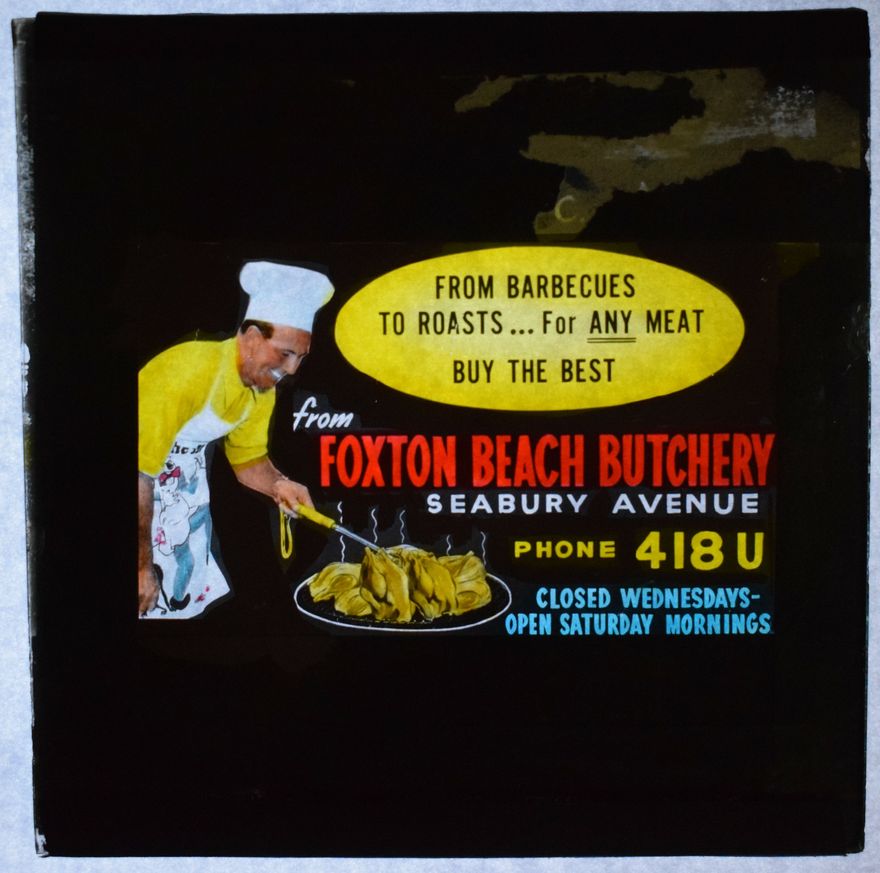 FROM BARBECUES
TO ROASTS... For ANY MEAT
BUY THE BEST
from
FOXTON BEACH BUTCHERY
SEABURY AVENUE
PHONE 418 U
CLOSED WEDNESDAYS-
OPEN SATURDAY MORNINGS